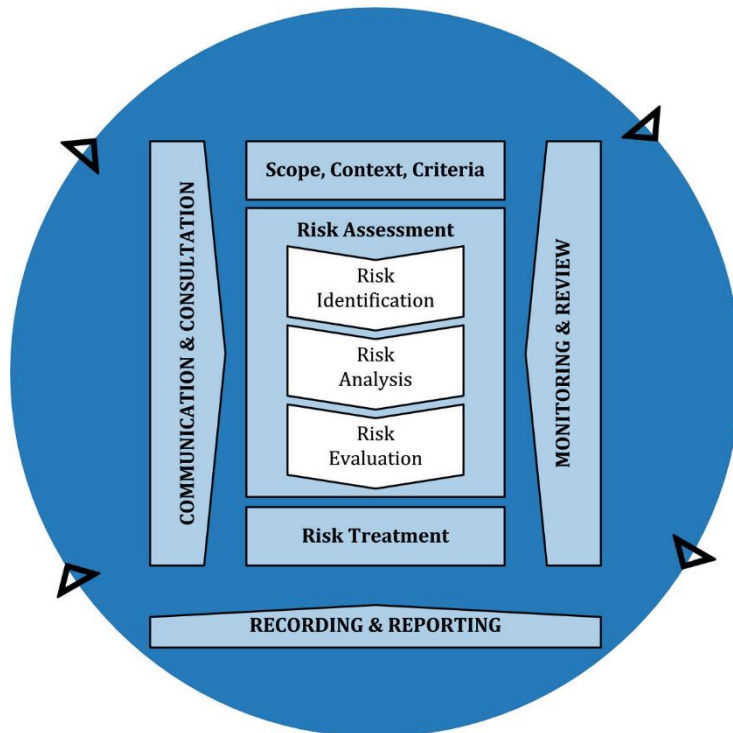 Scope, Context, Criteria
Risk Assessment
Risk
Identification
Risk
Analysis
Risk
Evaluation
Risk Treatment
COMMUNICATION & CONSULTATION
MONITORING & REVIEW
RECORDING & REPORTING